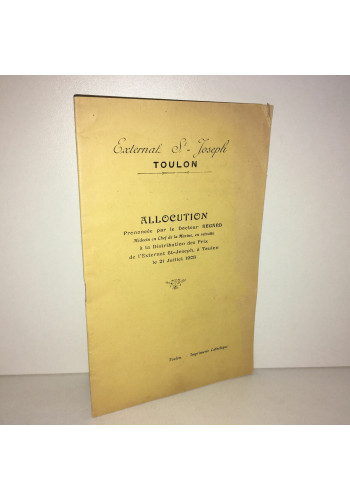 Externat St-Joseph
TOULON
ALLOCUTION
Prononcée par le Docteur
Médecin en Chef de la Marine, en retraite
à la Distribution des Prix
de l'Externat St-Joseph, à Toulon
le 21 Juillet
Toulon Imprimerie Catholique